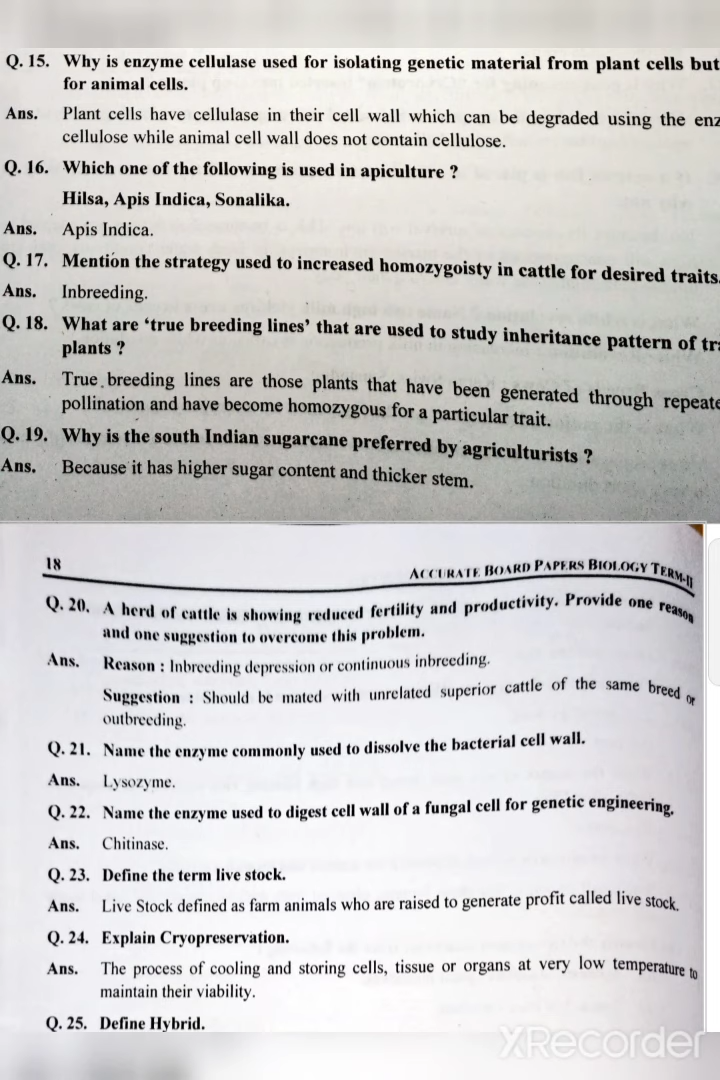 Q. 15. Why is enzyme cellulase used for isolating genetic material from plant cells but
for animal cells.
Ans. Plant cells have cellulase in their cell wall which can be degraded using the enz
cellulose while animal cell wall does not contain cellulose.
Q. 16. Which one of the following is used in apiculture ?
Hilsa, Apis Indica, Sonalika.
Ans. Apis Indica.
Q. 17. Mention the strategy used to increased homozygoisty in cattle for desired traits.
Ans. Inbreeding.
Q. 18. What are ‘true breeding lines’ that are used to study inheritance pattern of tra
plants ?
Ans. True breeding lines are those plants that have been generated through repeate
pollination and have become homozygous for a particular trait.
Q. 19. Why is the south Indian sugarcane preferred by agriculturists ?
Ans. Because it has higher sugar content and thicker stem.
18 ACCURATE BOARD PAPERS BIOLOGY TERM-II
Q. 20. A herd of cattle is showing reduced fertility and productivity. Provide one reason
and one suggestion to overcome this problem.
Ans. Reason : Inbreeding depression or continuous inbreeding.
Suggestion : Should be mated with unrelated superior cattle of the same breed or
outbreeding.
Q. 21. Name the enzyme commonly used to dissolve the bacterial cell wall.
Ans. Lysozyme.
Q. 22. Name the enzyme used to digest cell wall of a fungal cell for genetic engineering.
Ans. Chitinase.
Q. 23. Define the term live stock.
Ans. Live Stock defined as farm animals who are raised to generate profit called live stock.
Q. 24. Explain Cryopreservation.
Ans. The process of cooling and storing cells, tissue or organs at very low temperature to
maintain their viability.
Q. 25. Define Hybrid.
XRecorder
XRecorder